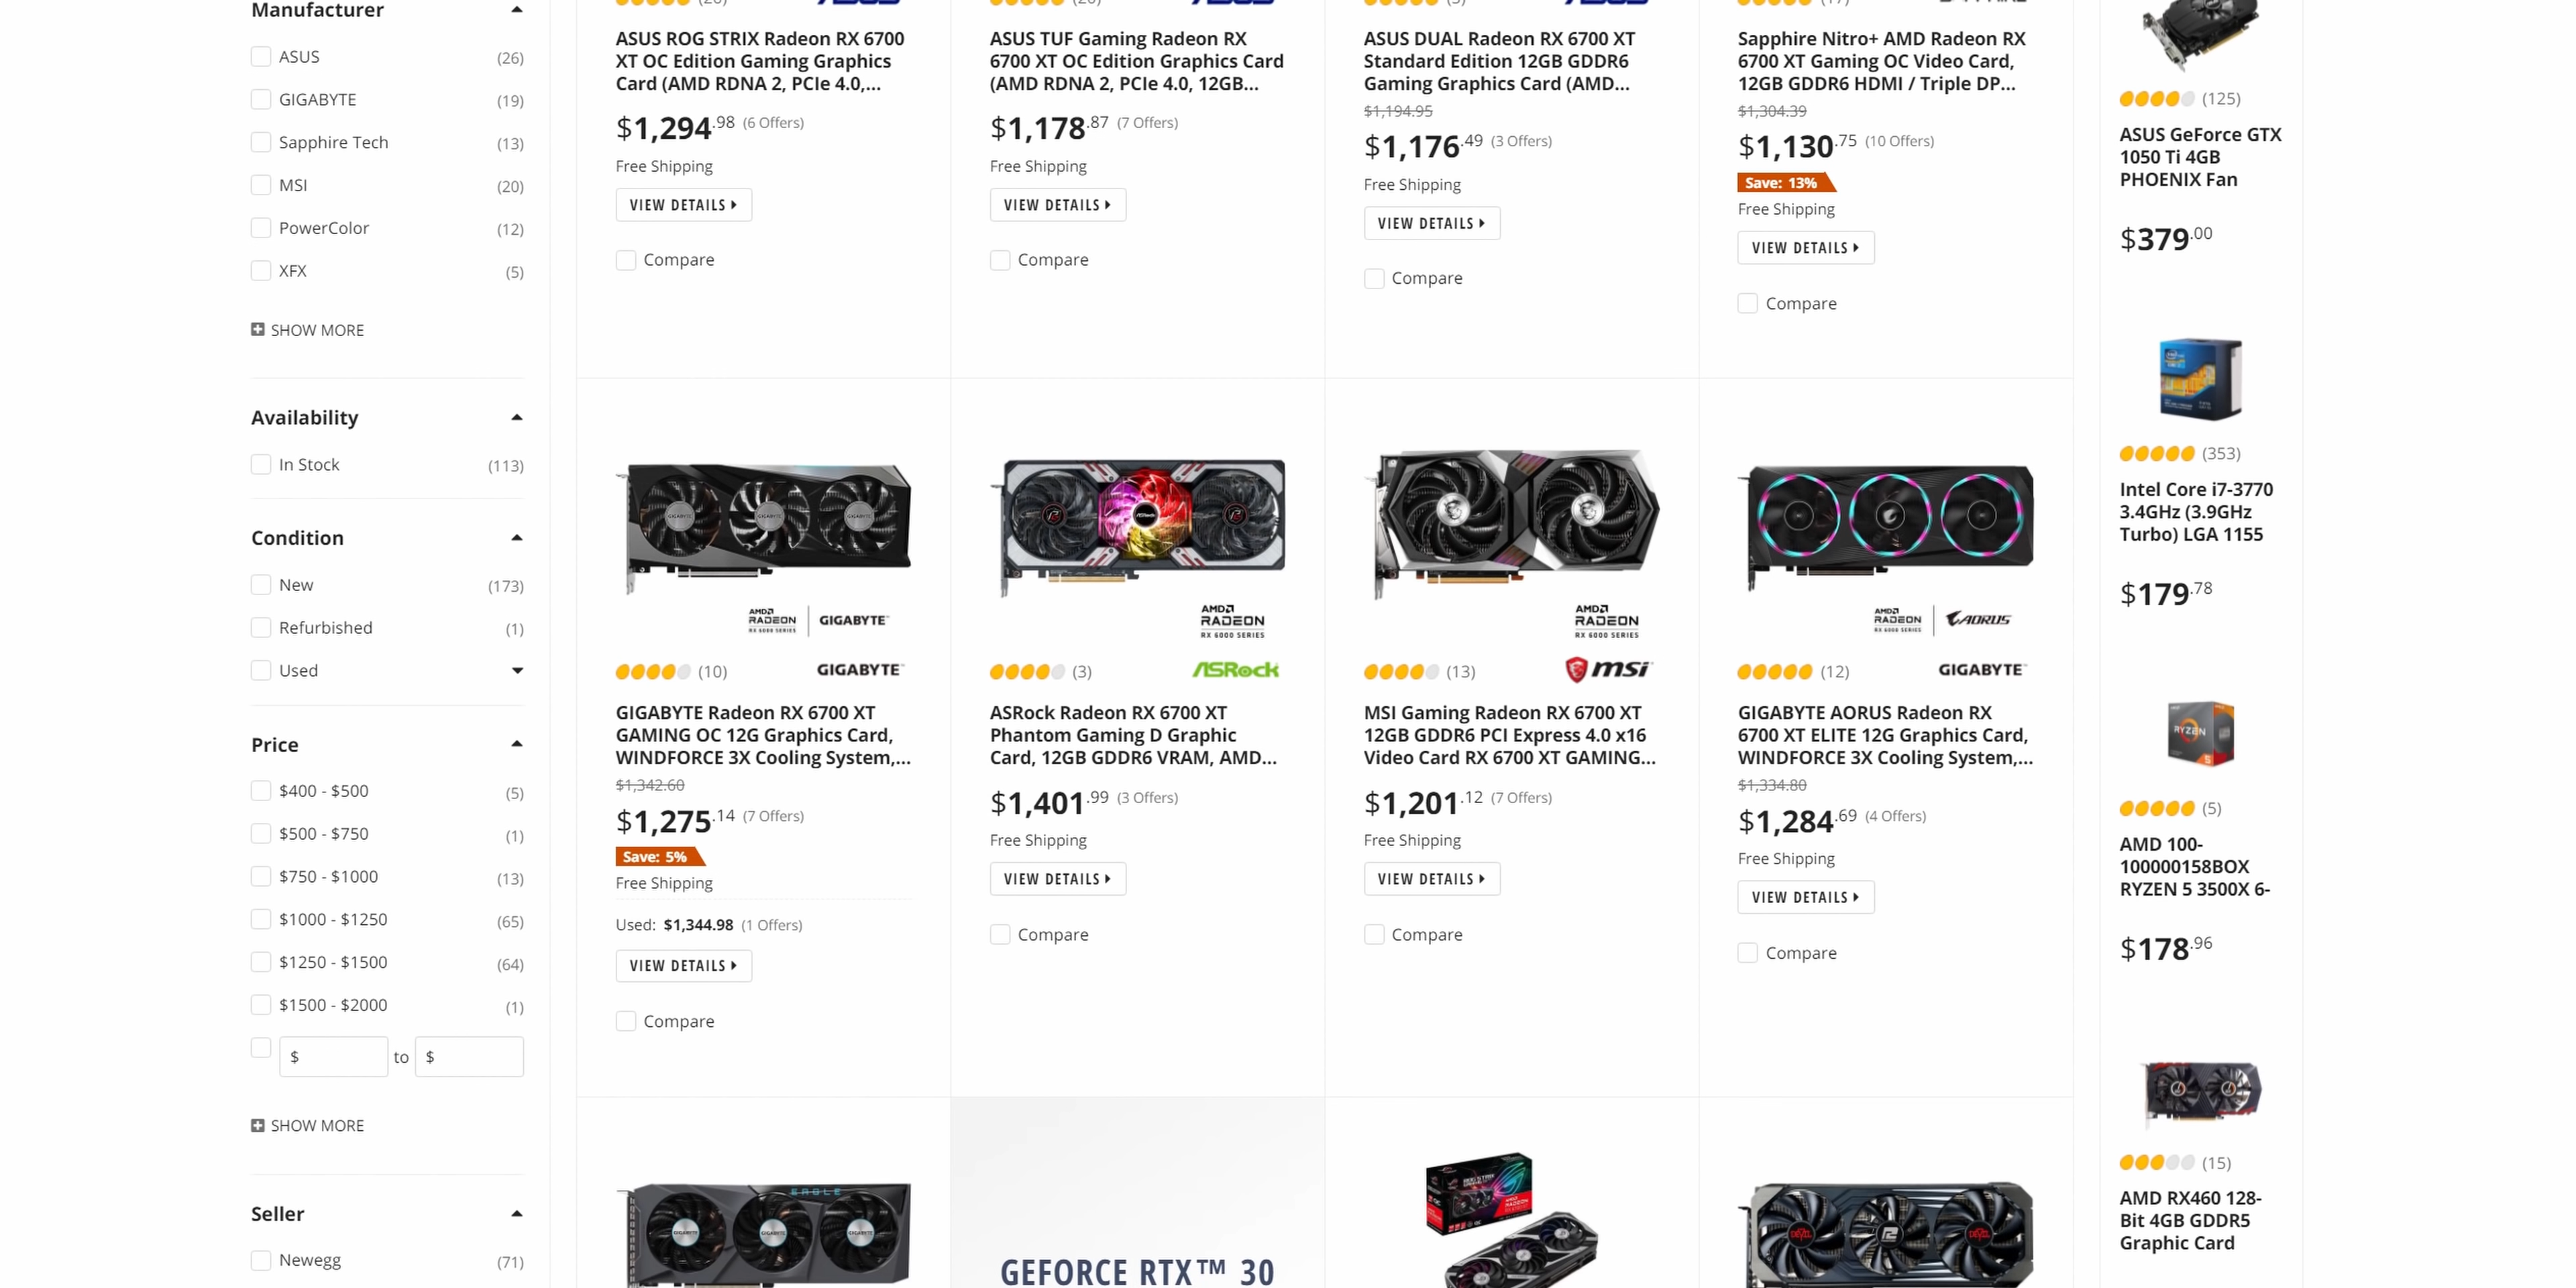 Manufacturer
ASUS (26)
GIGABYTE (19)
Sapphire Tech (13)
MSI (20)
PowerColor (12)
XFX (5)
SHOW MORE
Availability
In Stock (113)
Condition
New (173)
Refurbished (1)
Used
Price
$400 - $500 (5)
$500 - $750 (1)
$750 - $1000 (13)
$1000 - $1250 (65)
$1250 - $1500 (64)
$1500 - $2000 (1)
$ to $
SHOW MORE
Seller
Newegg (71)
ASUS ROG STRIX Radeon RX 6700
XT OC Edition Gaming Graphics
Card (AMD RDNA 2, PCIe 4.0,...
$1,294.98 (6 Offers)
Free Shipping
VIEW DETAILS
Compare
ASUS TUF Gaming Radeon RX
6700 XT OC Edition Graphics Card
(AMD RDNA 2, PCIe 4.0, 12GB...
$1,178.87 (7 Offers)
Free Shipping
VIEW DETAILS
Compare
ASUS DUAL Radeon RX 6700 XT
Standard Edition 12GB GDDR6
Gaming Graphics Card (AMD...
$1,194.95
$1,176.49 (3 Offers)
Free Shipping
VIEW DETAILS
Compare
Sapphire Nitro+ AMD Radeon RX
6700 XT Gaming OC Video Card,
12GB GDDR6 HDMI / Triple DP...
$1,304.39
$1,130.75 (10 Offers)
Save: 13%
Free Shipping
VIEW DETAILS
Compare
AMD
RADEON
RX 6000 SERIES
GIGABYTE
(10) GIGABYTE
GIGABYTE Radeon RX 6700 XT
GAMING OC 12G Graphics Card,
WINDFORCE 3X Cooling System,...
$1,342.60
$1,275.14 (7 Offers)
Save: 5%
Free Shipping
Used: $1,344.98 (1 Offers)
VIEW DETAILS
Compare
AMD
RADEON
RX 6000 SERIES
(3) ASRock
ASRock Radeon RX 6700 XT
Phantom Gaming D Graphic
Card, 12GB GDDR6 VRAM, AMD...
$1,401.99 (3 Offers)
Free Shipping
VIEW DETAILS
Compare
AMD
RADEON
RX 6000 SERIES
(13) msi
MSI Gaming Radeon RX 6700 XT
12GB GDDR6 PCI Express 4.0 x16
Video Card RX 6700 XT GAMING...
$1,201.12 (7 Offers)
Free Shipping
VIEW DETAILS
Compare
AMD
RADEON
RX 6000 SERIES
AORUS
(12) GIGABYTE
GIGABYTE AORUS Radeon RX
6700 XT ELITE 12G Graphics Card,
WINDFORCE 3X Cooling System,...
$1,334.80
$1,284.69 (4 Offers)
Free Shipping
VIEW DETAILS
Compare
EAGLE
GEFORCE RTX™ 30
(125)
ASUS GeForce GTX
1050 Ti 4GB
PHOENIX Fan
$379.00
(353)
Intel Core i7-3770
3.4GHz (3.9GHz
Turbo) LGA 1155
$179.78
RYZEN
(5)
AMD 100-
100000158BOX
RYZEN 5 3500X 6-
$178.96
(15)
AMD RX460 128-
Bit 4GB GDDR5
Graphic Card